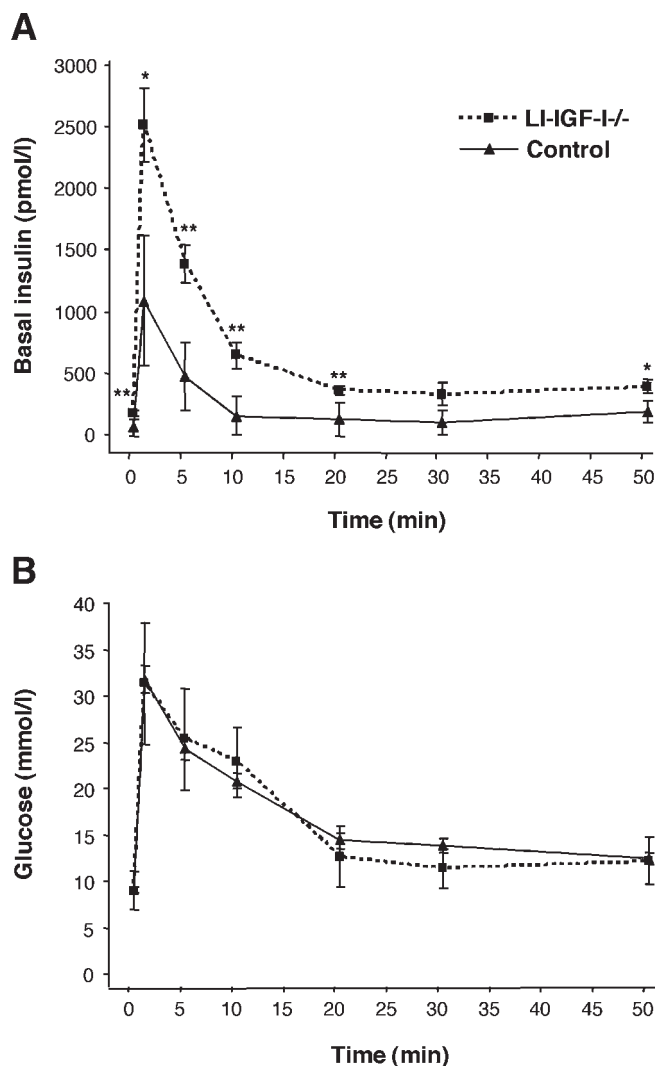 A
Basal insulin (pmol/l)
3000
2500
2000
1500
1000
500
0
*
**
**
**
**
*
LI-IGF-I-/-
Control
0 5 10 15 20 25 30 35 40 45 50
Time (min)
B
Glucose (mmol/l)
40
35
30
25
20
15
10
5
0
0 5 10 15 20 25 30 35 40 45 50
Time (min)